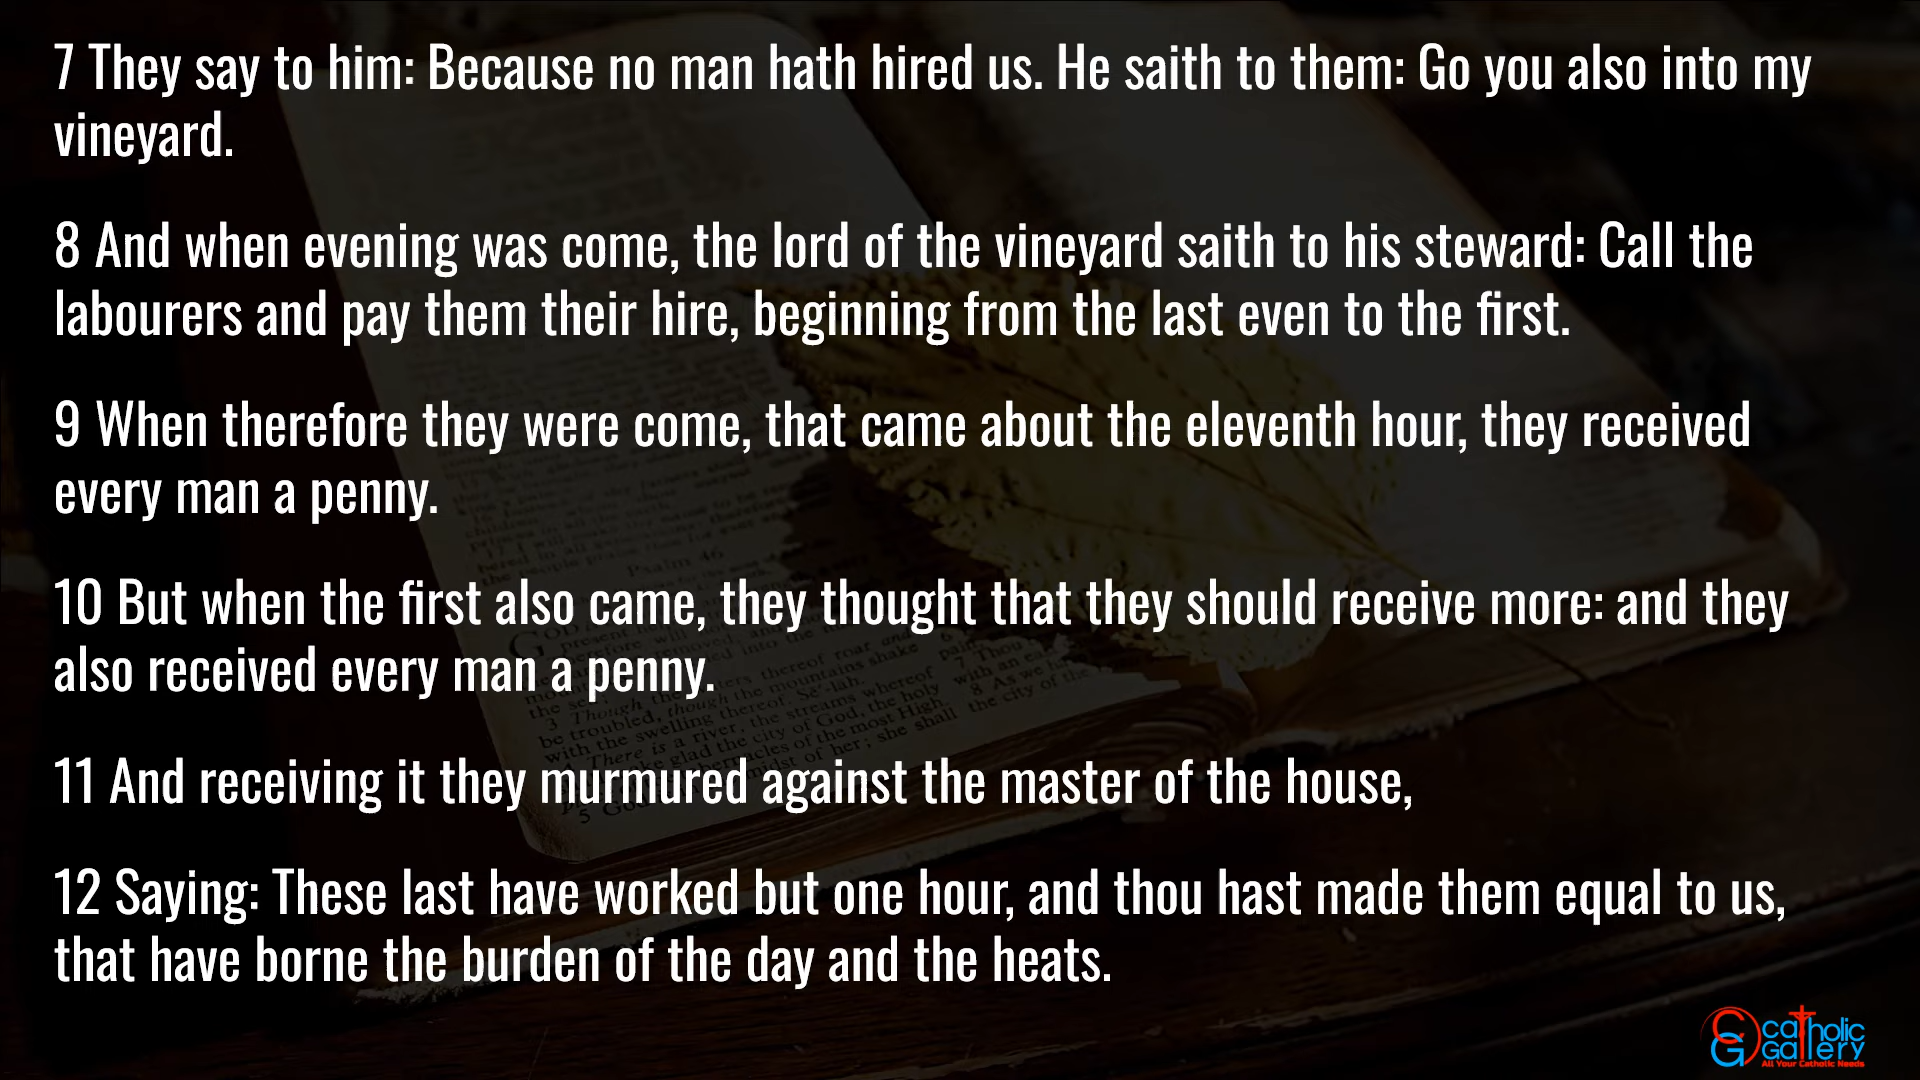 7 They say to him: Because no man hath hired us. He saith to them: Go you also into my
vineyard.
8 And when evening was come, the lord of the vineyard saith to his steward: Call the
labourers and pay them their hire, beginning from the last even to the first.
9 When therefore they were come, that came about the eleventh hour, they received
every man a penny.
10 But when the first also came, they thought that they should receive more: and they
also received every man a penny.
11 And receiving it they murmured against the master of the house,
12 Saying: These last have worked but one hour, and thou hast made them equal to us,
that have borne the burden of the day and the heats.
Psalm 46
catholic
Gallery
All Your Catholic Needs